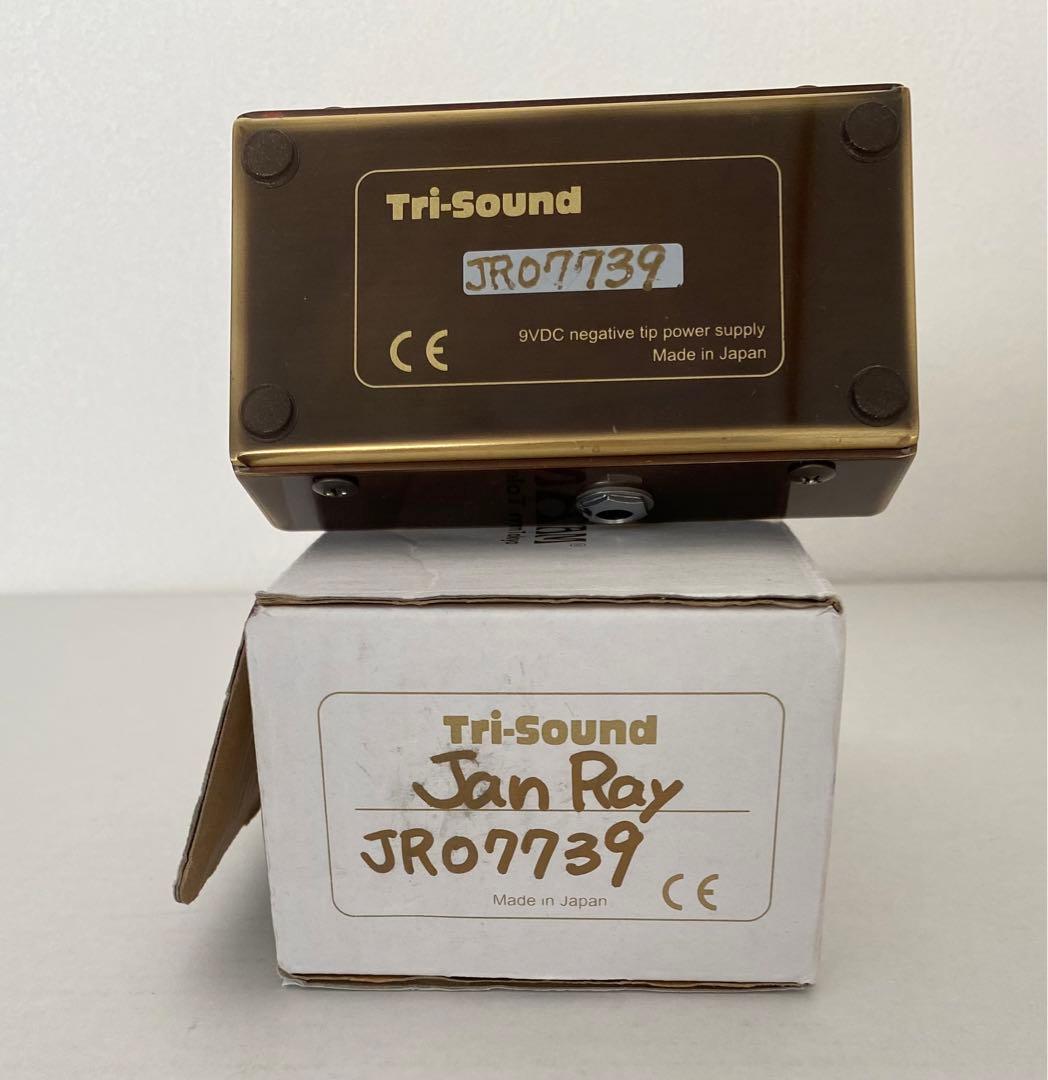 Tri-Sound
JR07739
CE
9VDC negative tip power supply
Made in Japan
Tri-Sound
Jan Ray
JR07739
Made in Japan
CE